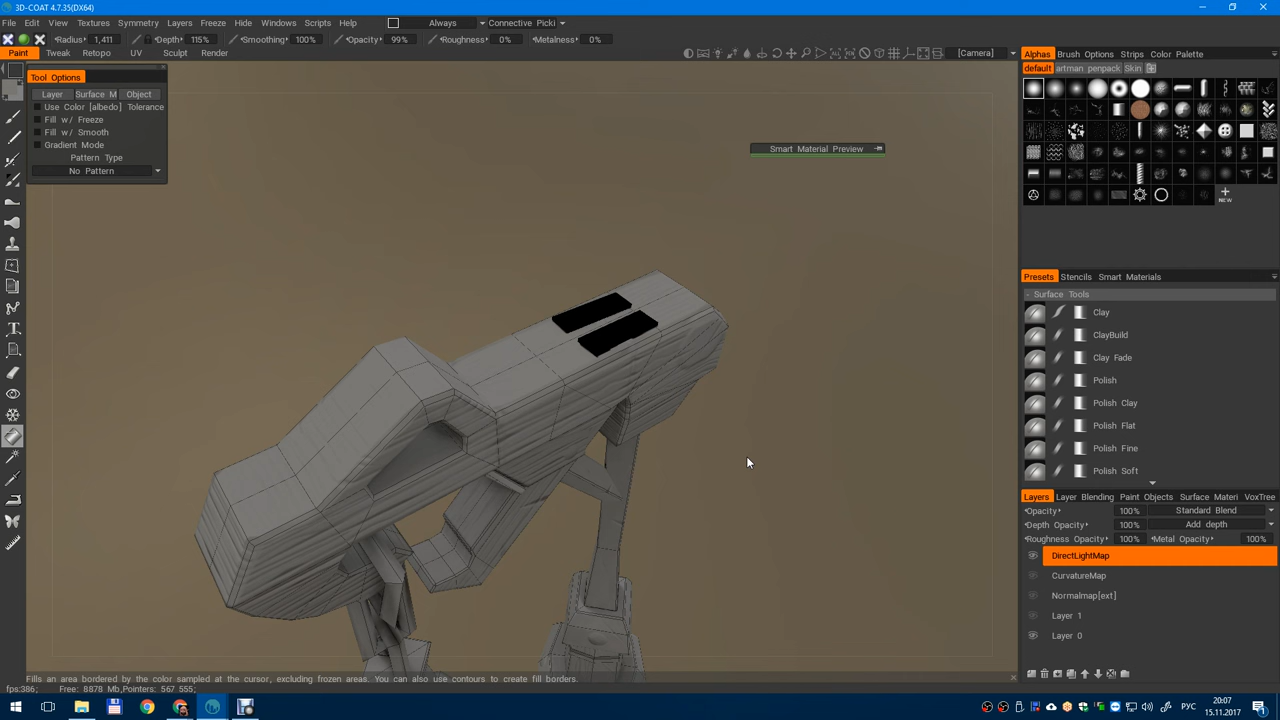 3D-COAT 4.7.35(DX64)
File Edit View Textures Camera Symmetry Layers Freeze Hide Windows Scripts Help Always Connective Picki
Radius 1,411 Depth 115% Smoothing 100% Opacity 99% Roughness 0% Metalness 0%
Paint Tweak Retopo UV Sculpt Render [Camera]
Tool Options
Layer Surface M Object
Use Color [albedo] Tolerance
Fill w/ Freeze
Fill w/ Smooth
Gradient Mode
Pattern Type
No Pattern
Smart Material Preview
Alphas Brush Options Strips Color Palette
default artman penpack Skin
NEW
Presets Stencils Smart Materials
- Surface Tools
Clay
ClayBuild
Clay Fade
Polish
Polish Clay
Polish Flat
Polish Fine
Polish Soft
Layers Layer Blending Paint Objects Surface Materi VoxTree
Opacity 100% Standard Blend
Depth Opacity 100% Add depth
Roughness Opacity 100% Metal Opacity 100%
DirectLightMap
CurvatureMap
Normalmap[ext]
Layer 1
Layer 0
Fills an area bordered by the color sampled at the cursor, excluding frozen areas. You can also use contours to create fill borders.
fps:386; Free: 8878 Mb,Pointers: 567 555;
РУС
20:07
15.11.2017